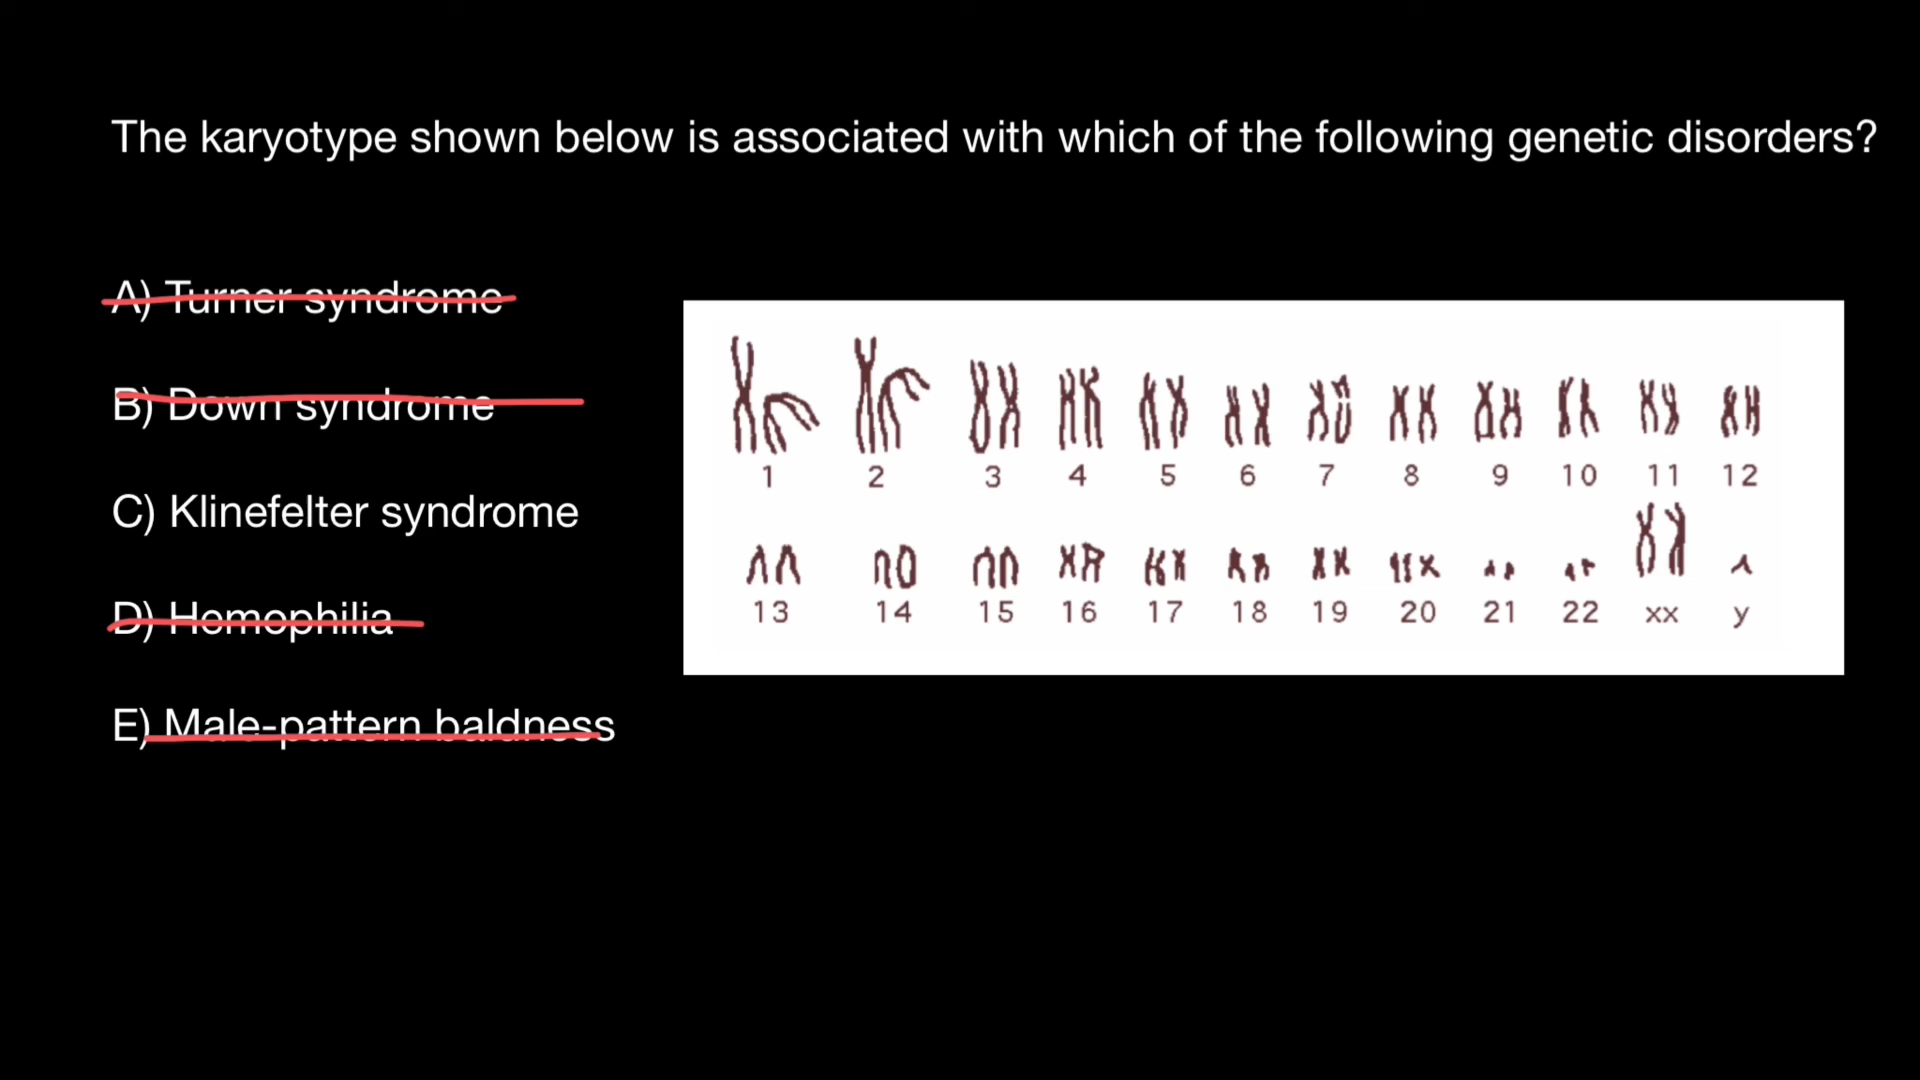 The karyotype shown below is associated with which of the following genetic disorders?
A) Turner syndrome
B) Down syndrome
C) Klinefelter syndrome
D) Hemophilia
E) Male-pattern baldness
1 2 3 4 5 6 7 8 9 10 11 12
13 14 15 16 17 18 19 20 21 22 xx y